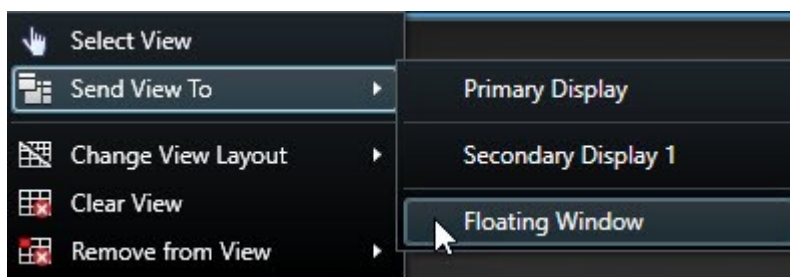 Select View
Send View To
Primary Display
Change View Layout
Secondary Display 1
Clear View
Floating Window
Remove from View